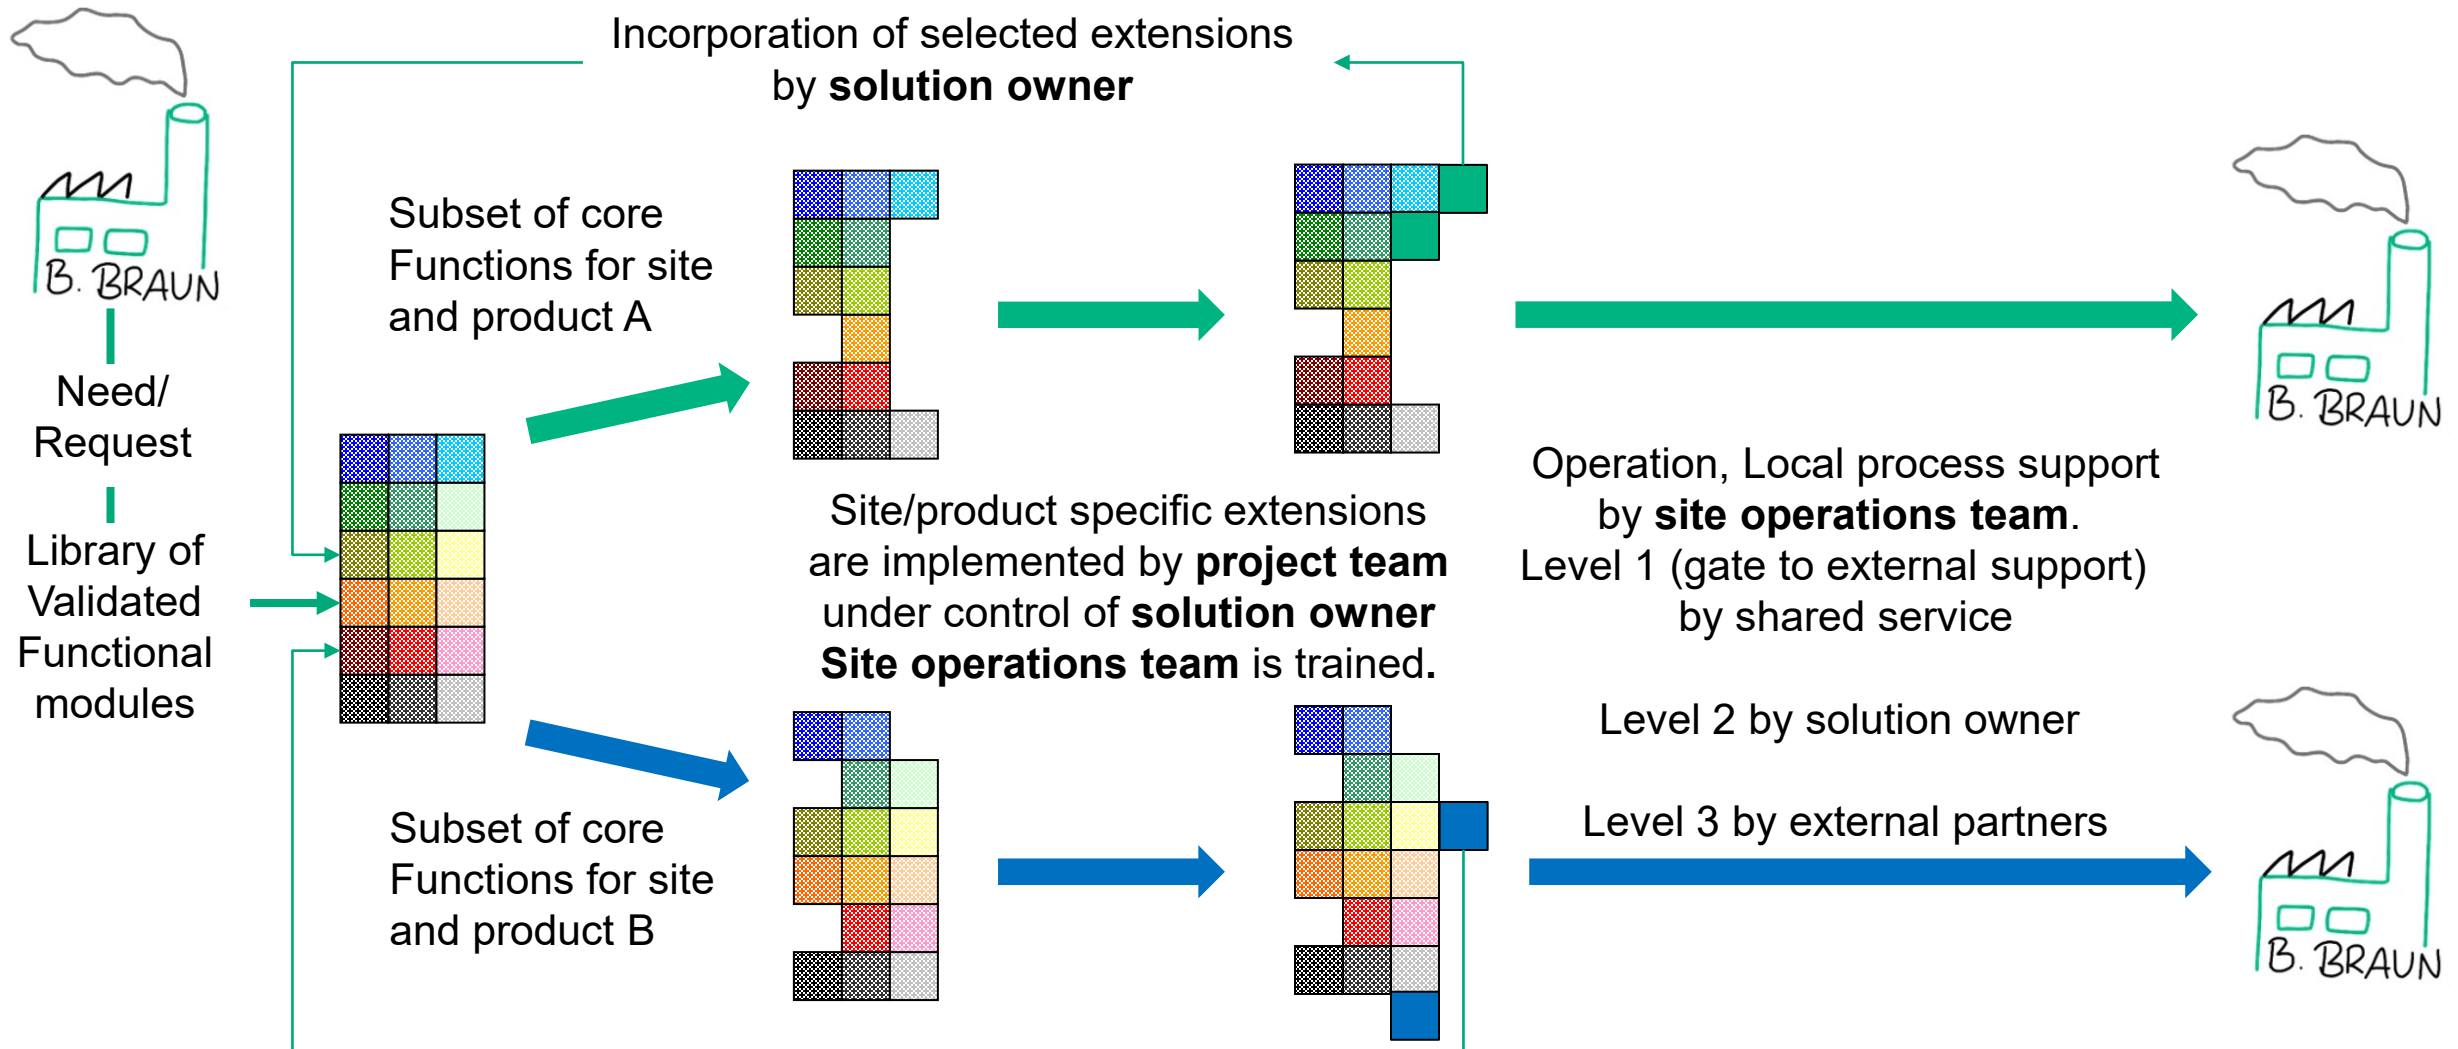 Incorporation of selected extensions
by solution owner
B. BRAUN
Need/
Request
Library of
Validated
Functional
modules
Subset of core
Functions for site
and product A
Site/product specific extensions
are implemented by project team
under control of solution owner
Site operations team is trained.
Subset of core
Functions for site
and product B
B. BRAUN
Operation, Local process support
by site operations team.
Level 1 (gate to external support)
by shared service
Level 2 by solution owner
Level 3 by external partners
B. BRAUN